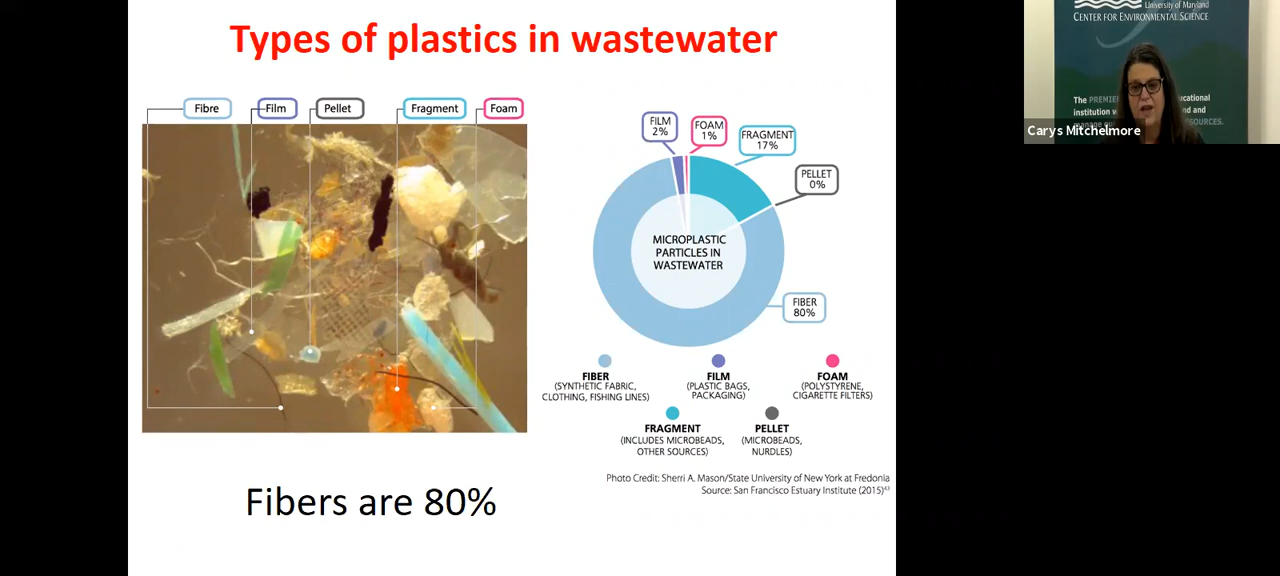 Types of plastics in wastewater
Fibre
Film
Pellet
Fragment
Foam
FILM
2%
FOAM
1%
FRAGMENT
17%
PELLET
0%
MICROPLASTIC
PARTICLES IN
WASTEWATER
FIBER
80%
FIBER
(SYNTHETIC FABRIC,
CLOTHING, FISHING LINES)
FILM
(PLASTIC BAGS,
PACKAGING)
FOAM
(POLYSTYRENE,
CIGARETTE FILTERS)
FRAGMENT
(INCLUDES MICROBEADS,
OTHER SOURCES)
PELLET
(MICROBEADS,
NURDLES)
Photo Credit: Sherri A. Mason/State University of New York at Fredonia
Source: San Francisco Estuary Institute (2015)43
Fibers are 80%
University of Maryland
CENTER FOR ENVIRONMENTAL SCIENCE
The
Carys Mitchelmore